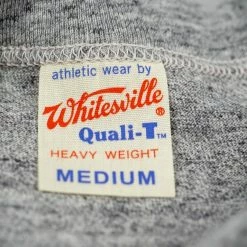 athletic wear by
Whitesville®
Quali-T™
HEAVY WEIGHT
MEDIUM